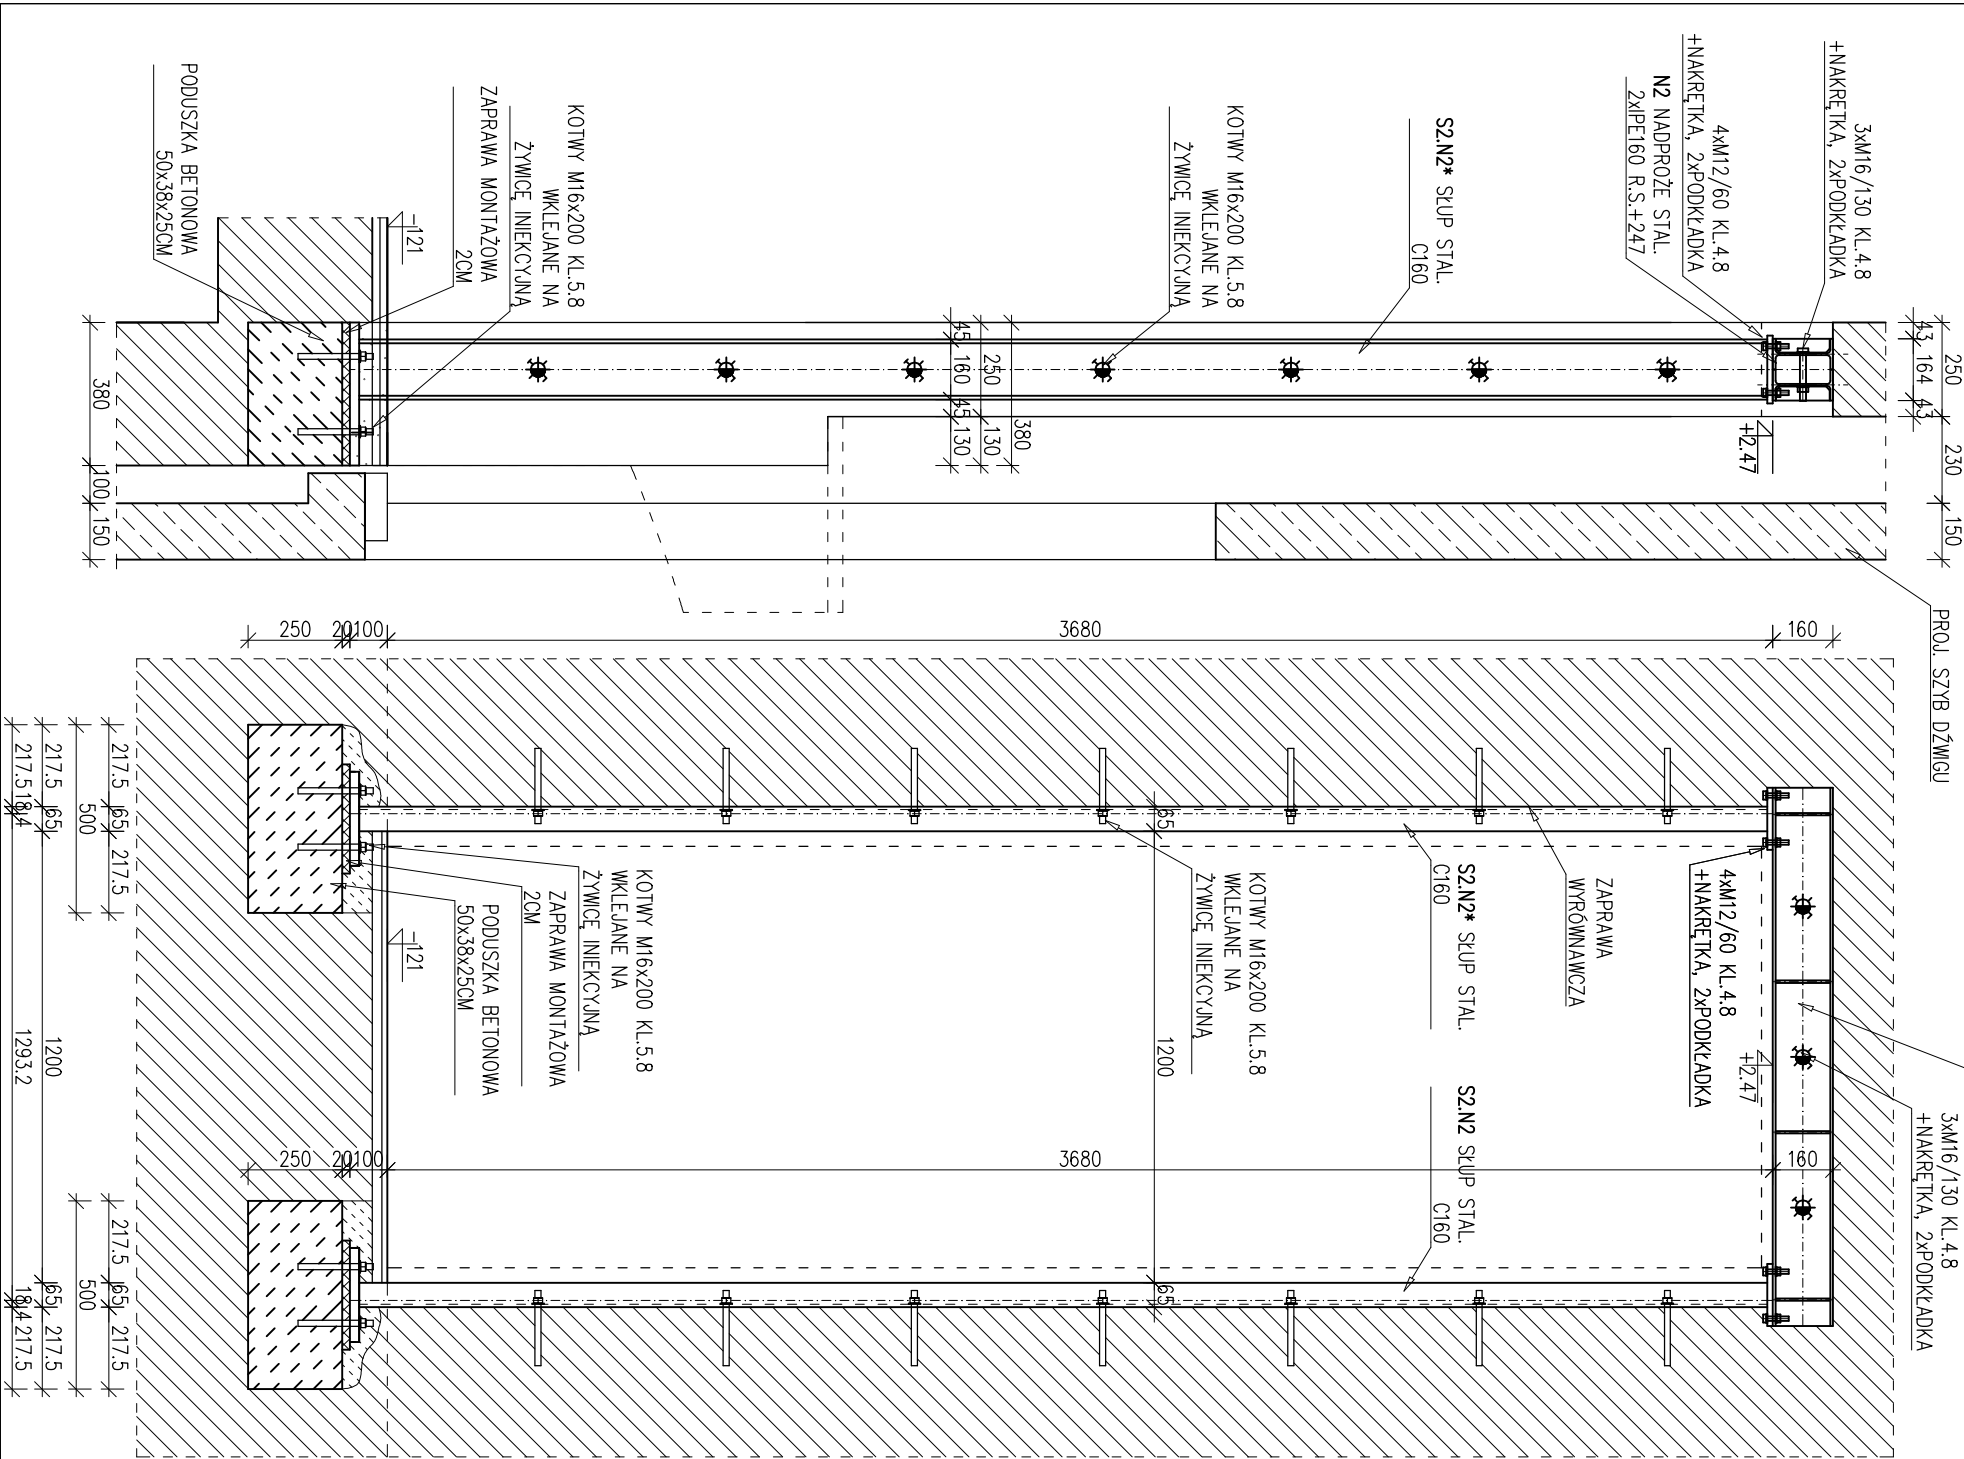 3xM16/130 KL.4.8
+NAKRĘTKA, 2xPODKŁADKA
4xM12/60 KL.4.8
+NAKRĘTKA, 2xPODKŁADKA
N2 NADPROŻE STAL.
2xIPE160 R.S.+247
S2.N2* SŁUP STAL.
C160
KOTWY M16x200 KL.5.8
WKLEJANE NA
ŻYWICĘ INIEKCYJNĄ
KOTWY M16x200 KL.5.8
WKLEJANE NA
ŻYWICĘ INIEKCYJNĄ
ZAPRAWA MONTAŻOWA
2CM
PODUSZKA BETONOWA
50x38x25CM
-121
43
164
43
250
230
150
+2.47
45
160
45
130
250
130
380
380
100
150
PROJ. SZYB DŹWIGU
250
20
100
3680
160
3xM16/130 KL.4.8
+NAKRĘTKA, 2xPODKŁADKA
4xM12/60 KL.4.8
+NAKRĘTKA, 2xPODKŁADKA
+2.47
ZAPRAWA
WYRÓWNAWCZA
S2.N2* SŁUP STAL.
C160
S2.N2 SŁUP STAL.
C160
KOTWY M16x200 KL.5.8
WKLEJANE NA
ŻYWICĘ INIEKCYJNĄ
65
1200
65
KOTWY M16x200 KL.5.8
WKLEJANE NA
ŻYWICĘ INIEKCYJNĄ
ZAPRAWA MONTAŻOWA
2CM
PODUSZKA BETONOWA
50x38x25CM
-121
250
20
100
3680
160
217.5
65
217.5
217.5
65
217.5
500
500
217.5
65
1200
65
217.5
217.5
18.4
1293.2
18.4
217.5